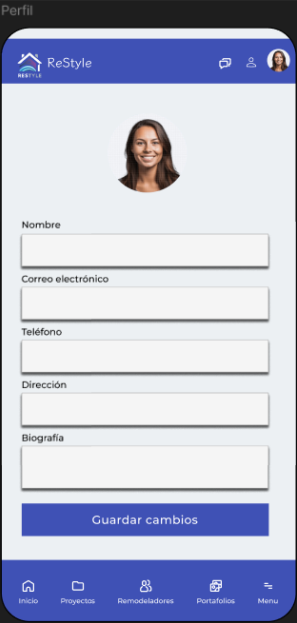 Perfil
ReStyle
RESTYLE
Nombre
Correo electrónico
Teléfono
Dirección
Biografía
Guardar cambios
Inicio
Proyectos
Remodeladores
Portafolios
Menu